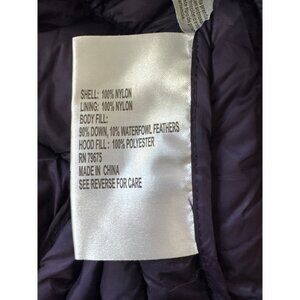 SHELL: 100% NYLON
LINING: 100% NYLON
BODY FILL:
90% DOWN, 10% WATERFOWL FEATHERS
HOOD FILL: 100% POLYESTER
RN 79675
MADE IN CHINA
SEE REVERSE FOR CARE